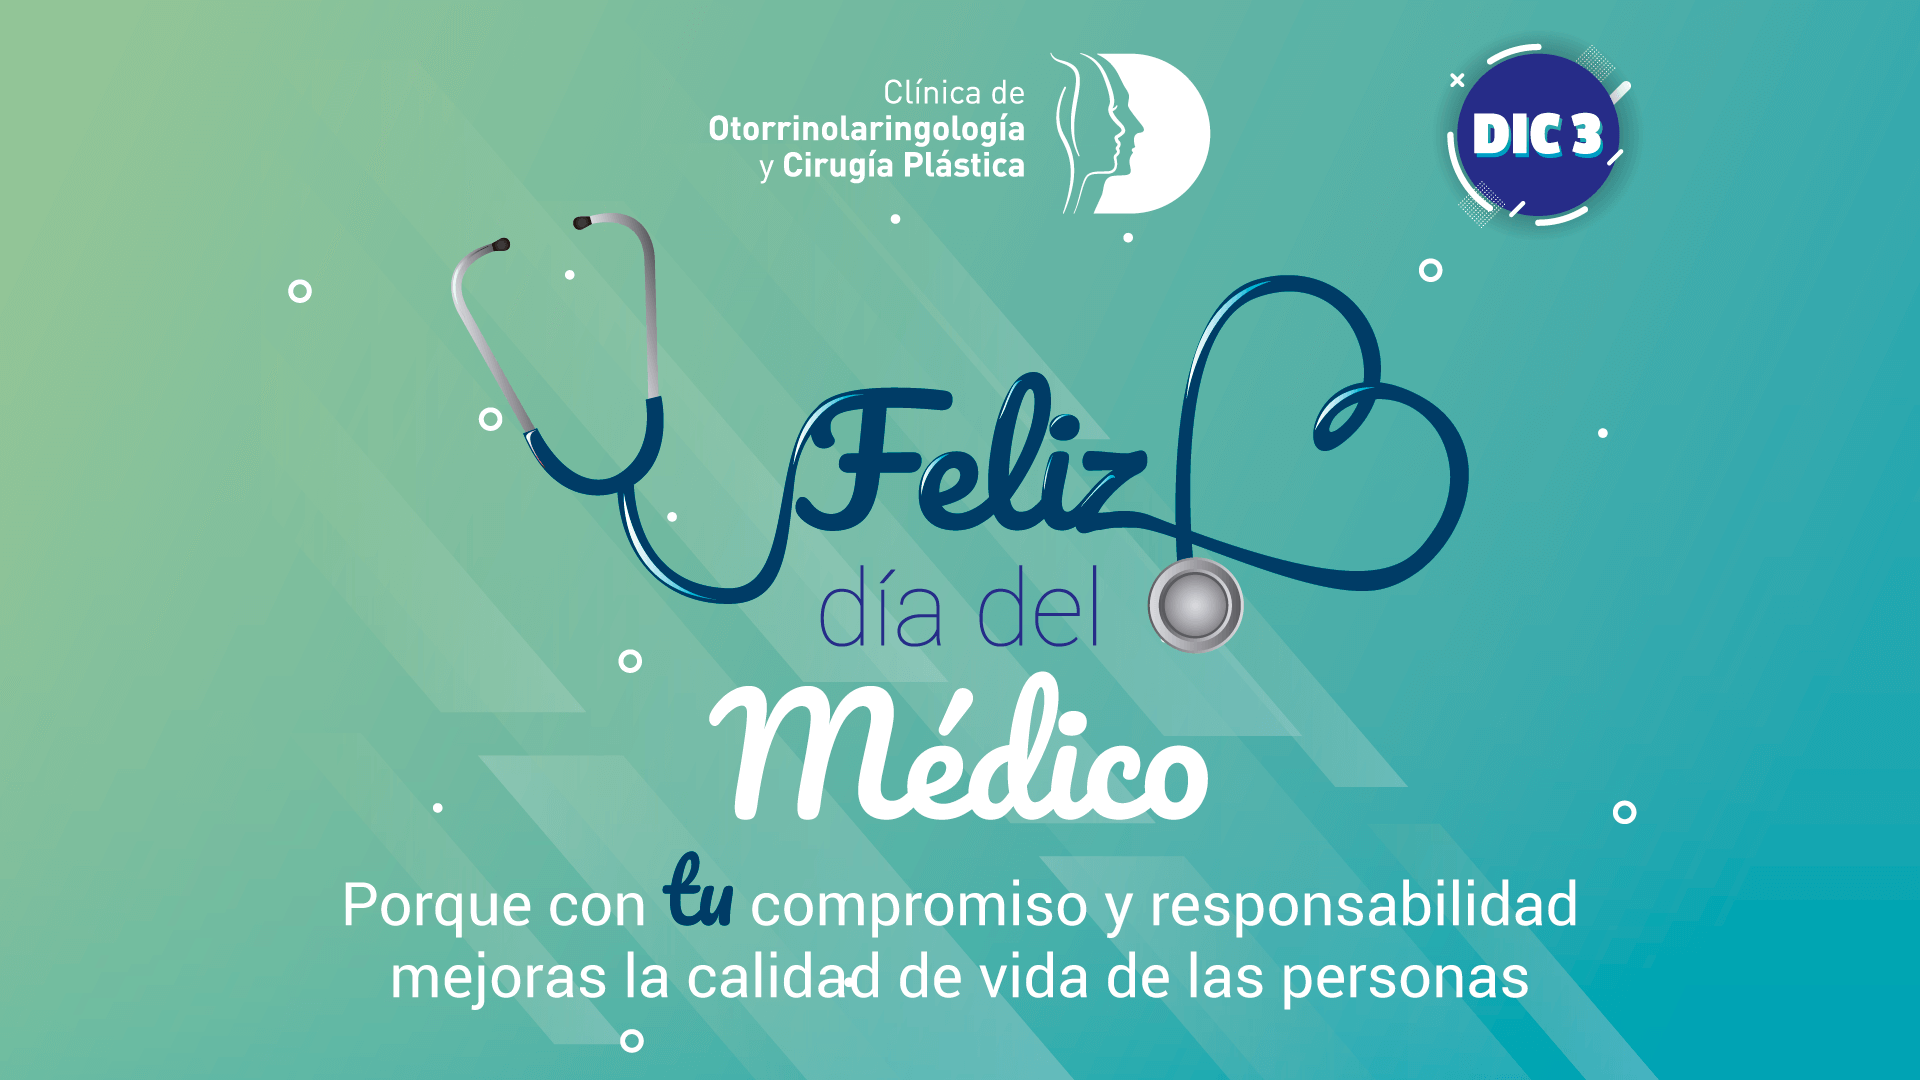 Clínica de
Otorrinolaringología
y Cirugía Plástica
DIC 3
Feliz
día del
Médico
Porque con tu compromiso y responsabilidad
mejoras la calidad de vida de las personas